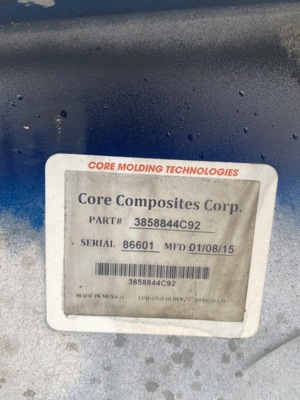 CORE MOLDING TECHNOLOGIES
Core Composites Corp.
PART# 3858844C92
SERIAL 86601 MFD 01/08/15
3858844C92
MADE IN MEXICO